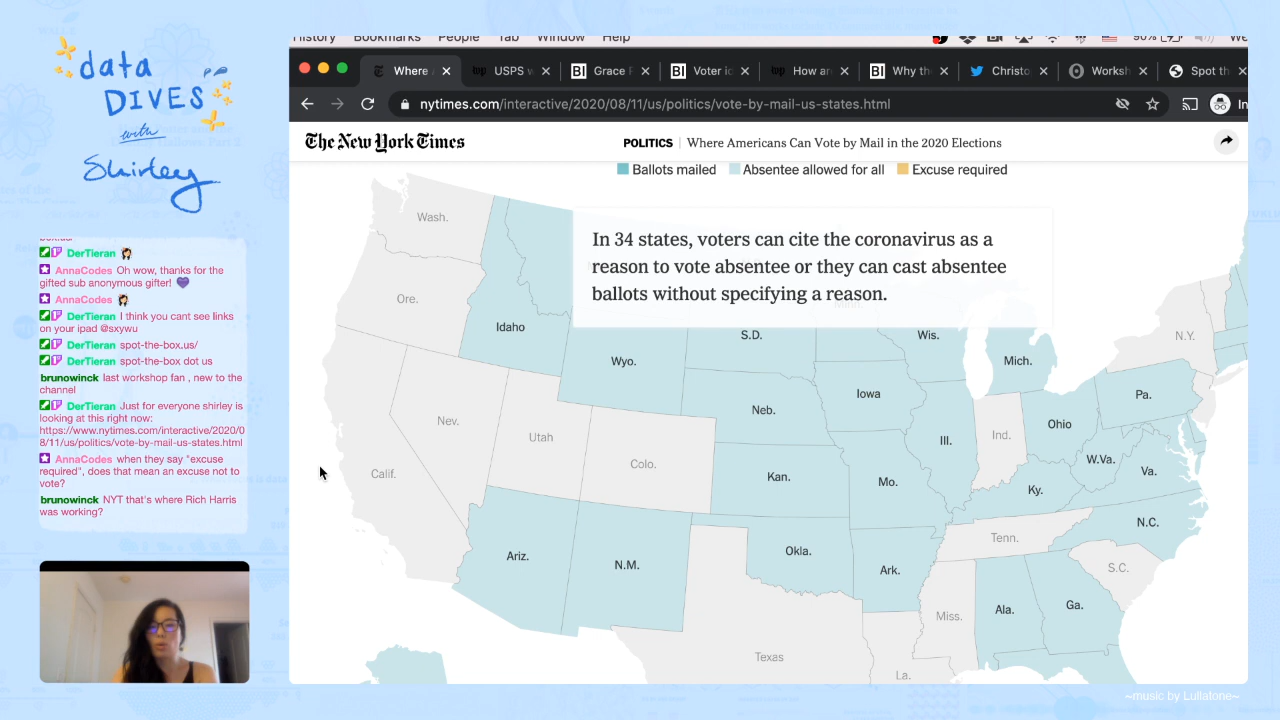 data
DIVES
with
Shirley
DerTieran
AnnaCodes Oh wow, thanks for the
gifted sub anonymous gifter!
AnnaCodes
DerTieran I think you cant see links
on your ipad @sxywu
DerTieran spot-the-box.us/
DerTieran spot-the-box dot us
brunowinck last workshop fan , new to the
channel
DerTieran Just for everyone shirley is
looking at this right now:
https://www.nytimes.com/interactive/2020/0
8/11/us/politics/vote-by-mail-us-states.html
AnnaCodes when they say "excuse
required", does that mean an excuse not to
vote?
brunowinck NYT that's where Rich Harris
was working?
History Bookmarks People Tab Window Help
90%
Where
USPS w
Grace
Voter i
How ar
Why th
Christo
Worksh
Spot th
nytimes.com/interactive/2020/08/11/us/politics/vote-by-mail-us-states.html
In
The New York Times
POLITICS | Where Americans Can Vote by Mail in the 2020 Elections
Ballots mailed Absentee allowed for all Excuse required
In 34 states, voters can cite the coronavirus as a
reason to vote absentee or they can cast absentee
ballots without specifying a reason.
Wash.
Ore.
Idaho
S.D.
Wis.
N.Y.
Wyo.
Mich.
Iowa
Pa.
Neb.
Nev.
Utah
Ill.
Ind.
Ohio
Calif.
Colo.
Kan.
Mo.
W.Va.
Va.
Ky.
N.C.
Ariz.
N.M.
Okla.
Tenn.
Ark.
S.C.
Miss.
Ala.
Ga.
Texas
La.
~music by Lullatone~